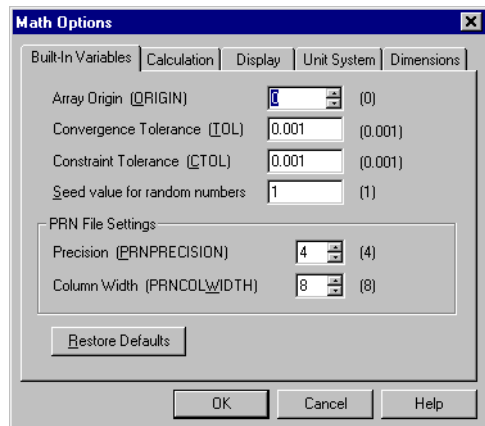 Math Options
Built-In Variables Calculation Display Unit System Dimensions
Array Origin (ORIGIN) 0 (0)
Convergence Tolerance (TOL) 0.001 (0.001)
Constraint Tolerance (CTOL) 0.001 (0.001)
Seed value for random numbers 1 (1)
PRN File Settings
Precision (PRNPRECISION) 4 (4)
Column Width (PRNCOLWIDTH) 8 (8)
Restore Defaults
OK Cancel Help